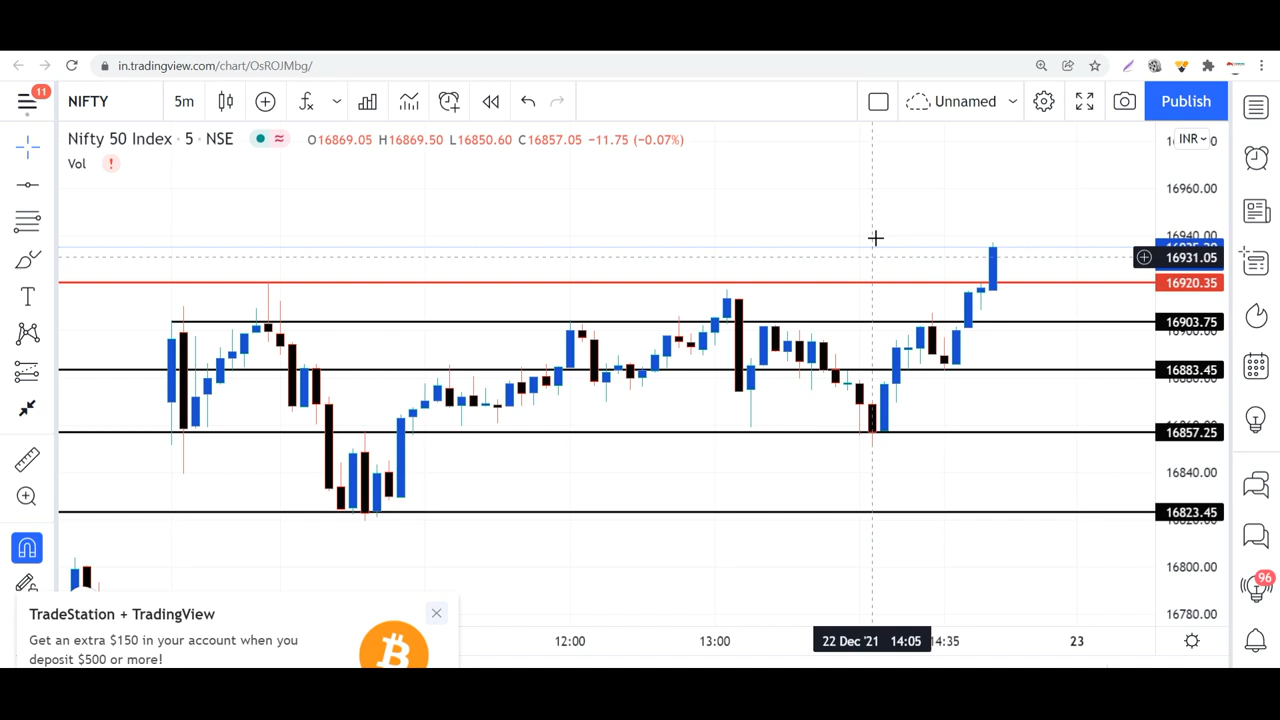 in.tradingview.com/chart/OsROJMbg/
11
NIFTY
5m
Unnamed
Publish
Nifty 50 Index · 5 · NSE
O16869.05 H16869.50 L16850.60 C16857.05 −11.75 (−0.07%)
Vol
INR
16960.00
16940.00
16931.05
16920.35
16903.75
16883.45
16857.25
16840.00
16823.45
16800.00
16780.00
96
TradeStation + TradingView
Get an extra $150 in your account when you
deposit $500 or more!
12:00
13:00
22 Dec '21 14:05
14:35
23